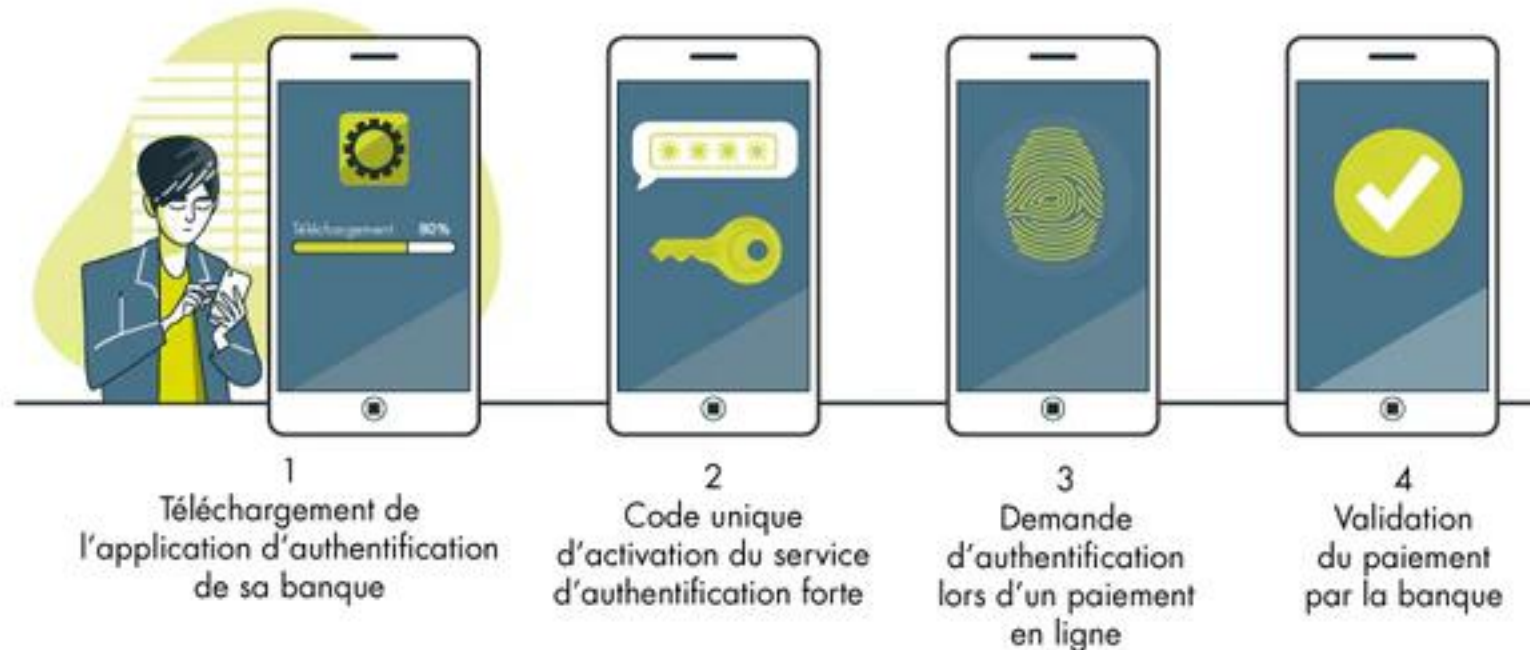 Téléchargement 80%
* * * *
1
Téléchargement de
l'application d'authentification
de sa banque
2
Code unique
d'activation du service
d'authentification forte
3
Demande
d'authentification
lors d'un paiement
en ligne
4
Validation
du paiement
par la banque